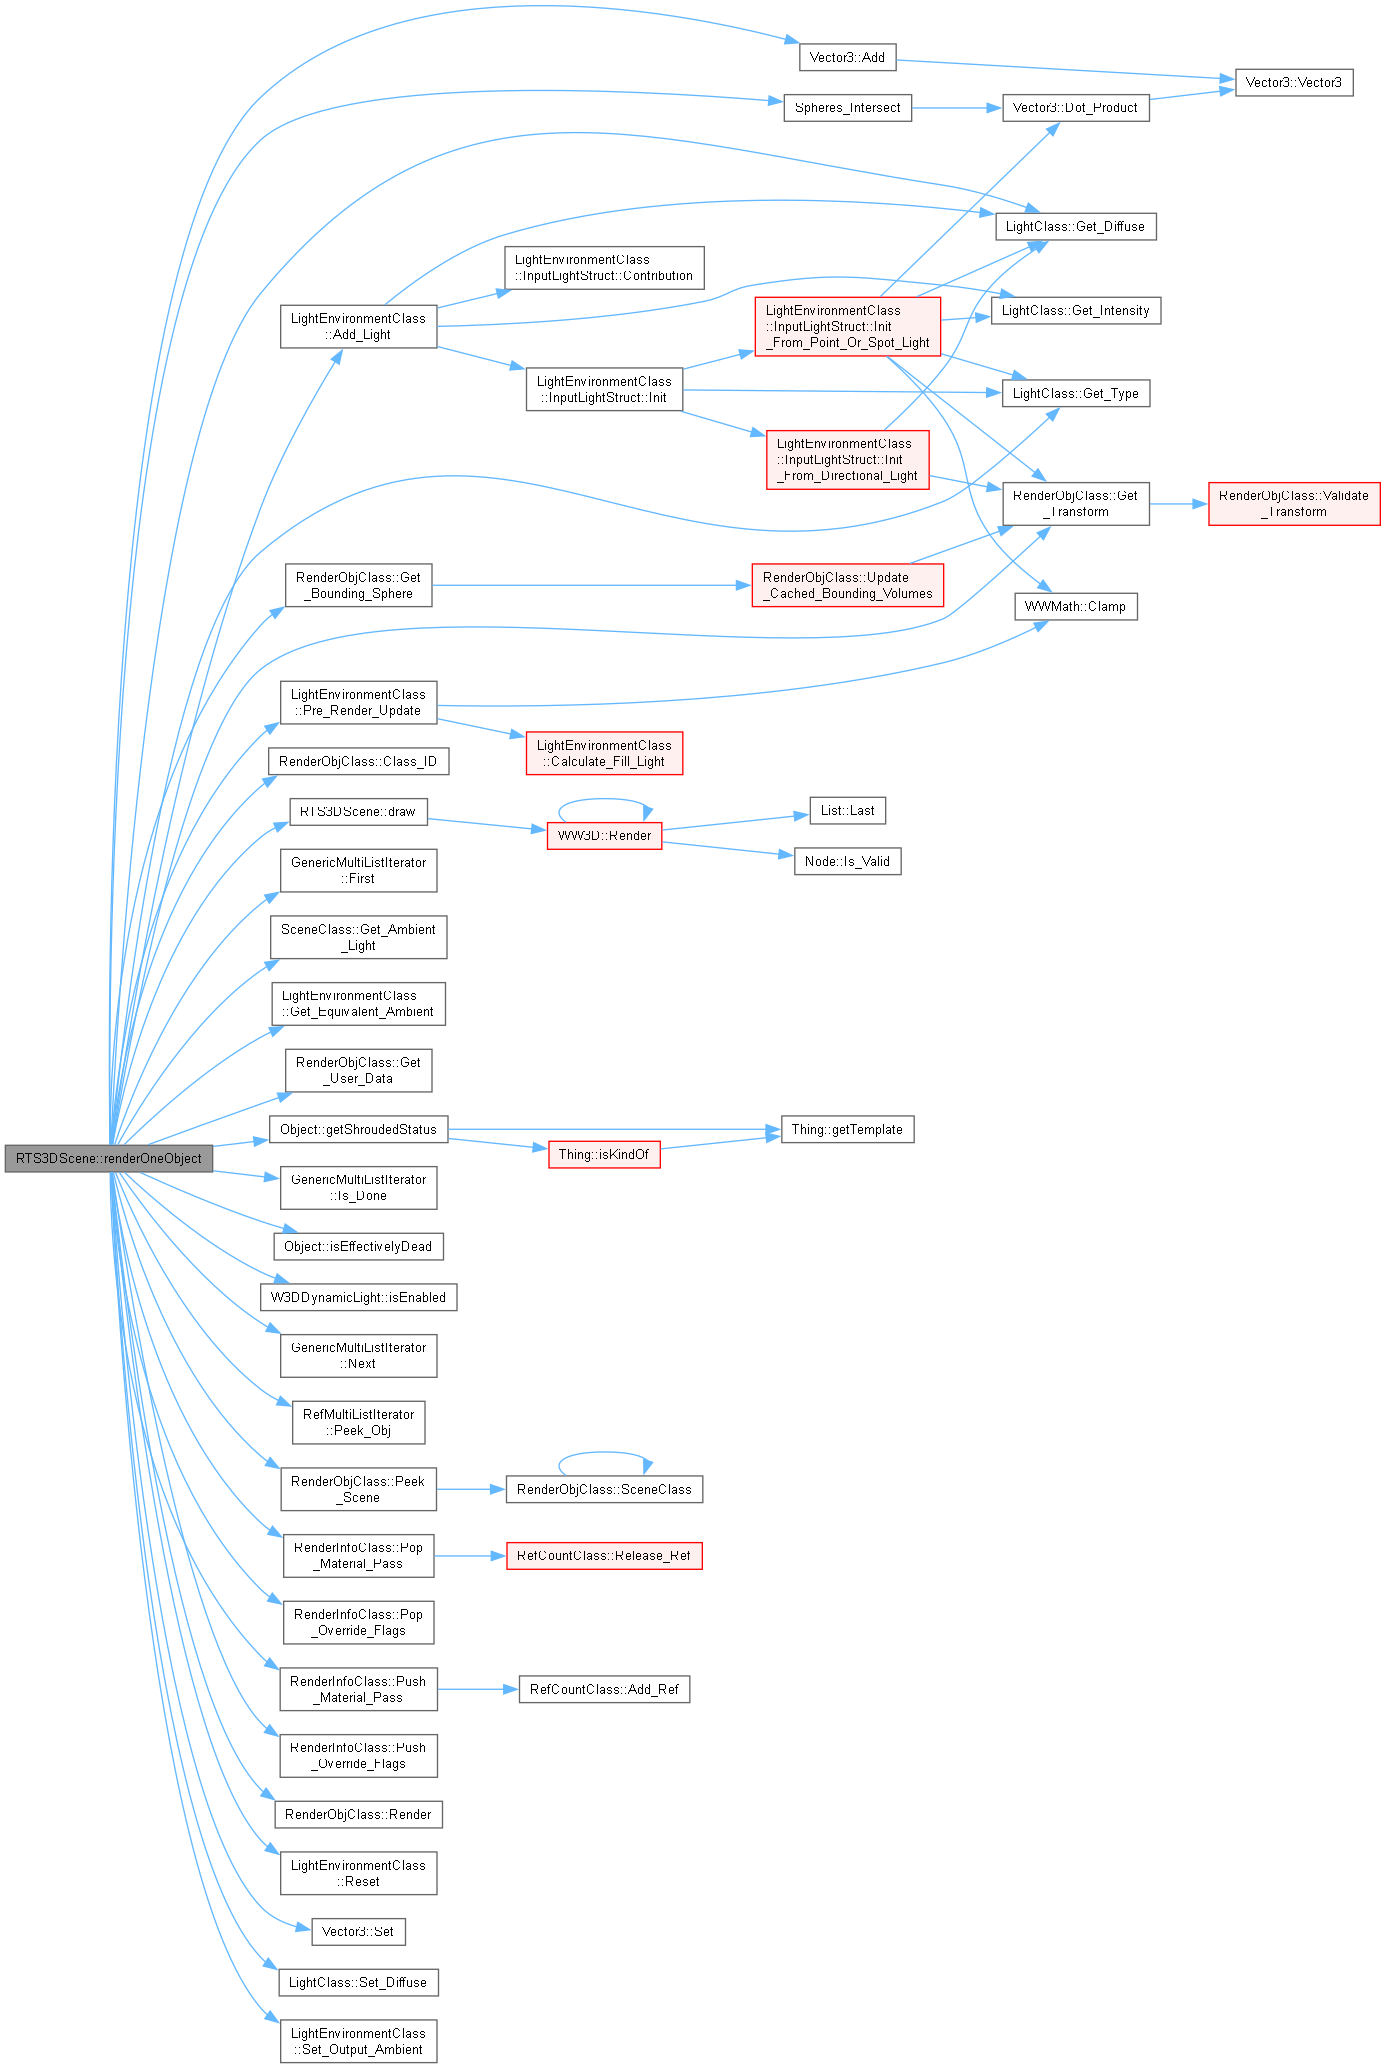 Vector3::Add
Vector3::Vector3
Spheres_Intersect
Vector3::Dot_Product
LightClass::Get_Diffuse
LightEnvironmentClass
::InputLightStruct::Contribution
LightEnvironmentClass
::Add_Light
LightEnvironmentClass
::InputLightStruct::Init
_From_Point_Or_Spot_Light
LightClass::Get_Intensity
LightEnvironmentClass
::InputLightStruct::Init
LightClass::Get_Type
LightEnvironmentClass
::InputLightStruct::Init
_From_Directional_Light
RenderObjClass::Get
_Transform
RenderObjClass::Validate
_Transform
RenderObjClass::Get
_Bounding_Sphere
RenderObjClass::Update
_Cached_Bounding_Volumes
WWMath::Clamp
LightEnvironmentClass
::Pre_Render_Update
LightEnvironmentClass
::Calculate_Fill_Light
RenderObjClass::Class_ID
RTS3DScene::draw
WW3D::Render
List::Last
Node::Is_Valid
GenericMultiListIterator
::First
SceneClass::Get_Ambient
_Light
LightEnvironmentClass
::Get_Equivalent_Ambient
RenderObjClass::Get
_User_Data
Object::getShroudedStatus
Thing::getTemplate
Thing::isKindOf
RTS3DScene::renderOneObject
GenericMultiListIterator
::Is_Done
Object::isEffectivelyDead
W3DDynamicLight::isEnabled
GenericMultiListIterator
::Next
RefMultiListIterator
::Peek_Obj
RenderObjClass::Peek
_Scene
RenderObjClass::SceneClass
RenderInfoClass::Pop
_Material_Pass
RefCountClass::Release_Ref
RenderInfoClass::Pop
_Override_Flags
RenderInfoClass::Push
_Material_Pass
RefCountClass::Add_Ref
RenderInfoClass::Push
_Override_Flags
RenderObjClass::Render
LightEnvironmentClass
::Reset
Vector3::Set
LightClass::Set_Diffuse
LightEnvironmentClass
::Set_Output_Ambient